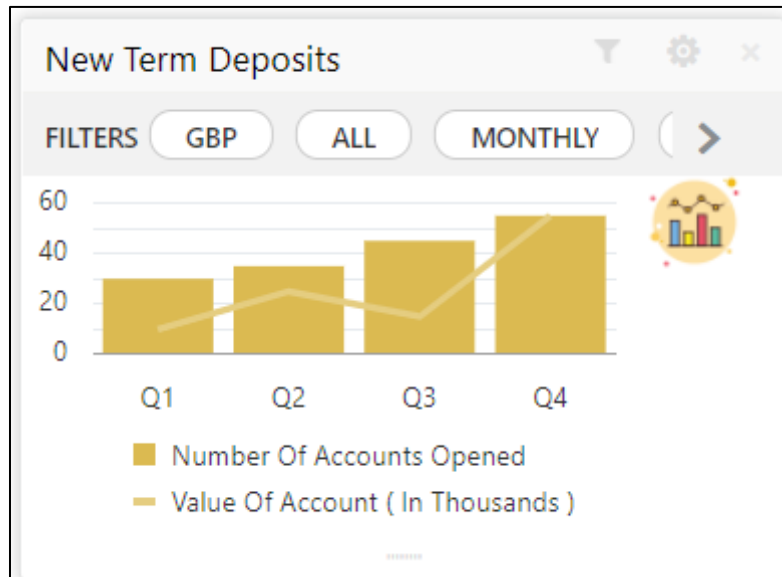 New Term Deposits
FILTERS GBP ALL MONTHLY
60
40
20
0
Q1 Q2 Q3 Q4
Number Of Accounts Opened
Value Of Account ( In Thousands )